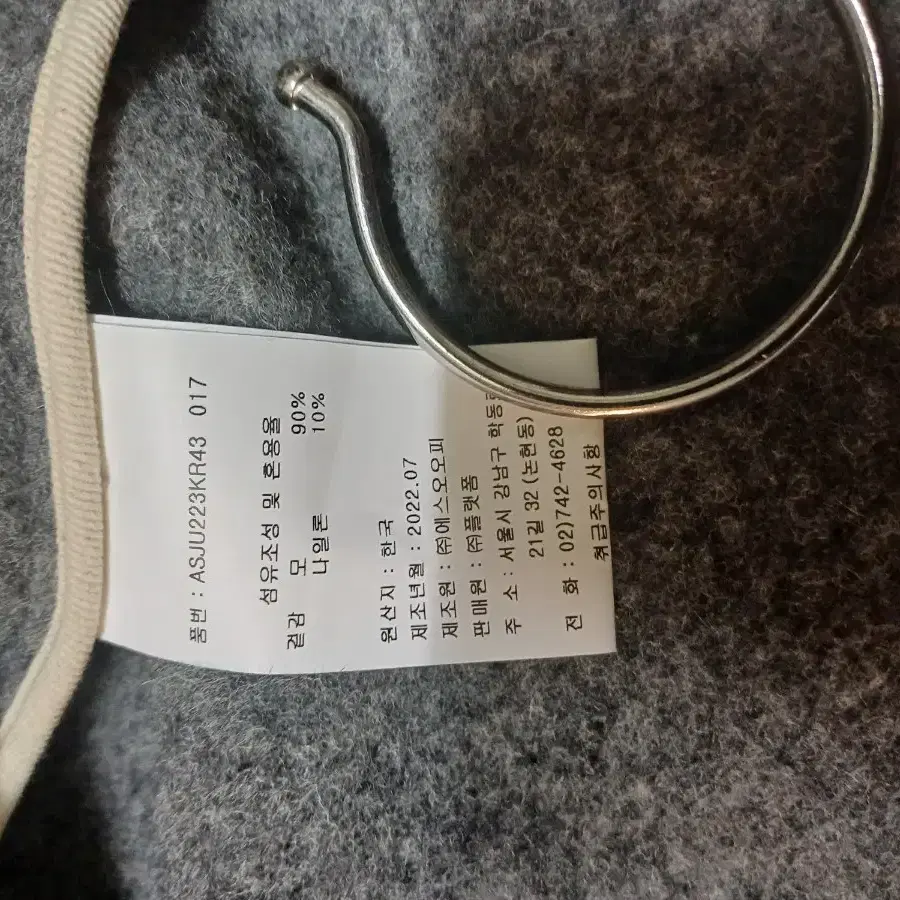 품번 : ASJU223KR43 017
섬유조성 및 혼용율
겉감 모 90%
나일론 10%
원산지 : 한국
제조년월 : 2022.07
제조원 : ㈜에스오오피
판매원 : ㈜플랫폼
주 소 : 서울시 강남구 학동
21길 32 (논현동)
전 화 : 02)742-4628
취급주의사항